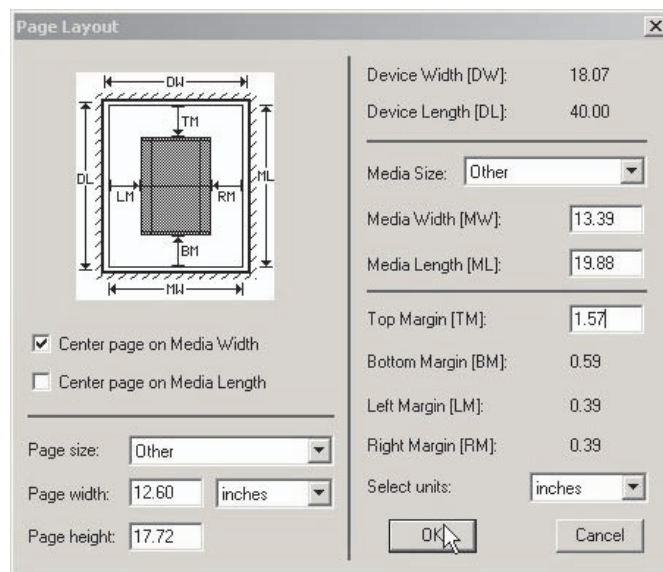 Page Layout
DW
TM
DL
ML
LM
RM
BM
MW
Center page on Media Width
Center page on Media Length
Page size: Other
Page width: 12.60 inches
Page height: 17.72
Device Width [DW]: 18.07
Device Length [DL]: 40.00
Media Size: Other
Media Width [MW]: 13.39
Media Length [ML]: 19.88
Top Margin [TM]: 1.57
Bottom Margin [BM]: 0.59
Left Margin [LM]: 0.39
Right Margin [RM]: 0.39
Select units: inches
OK
Cancel